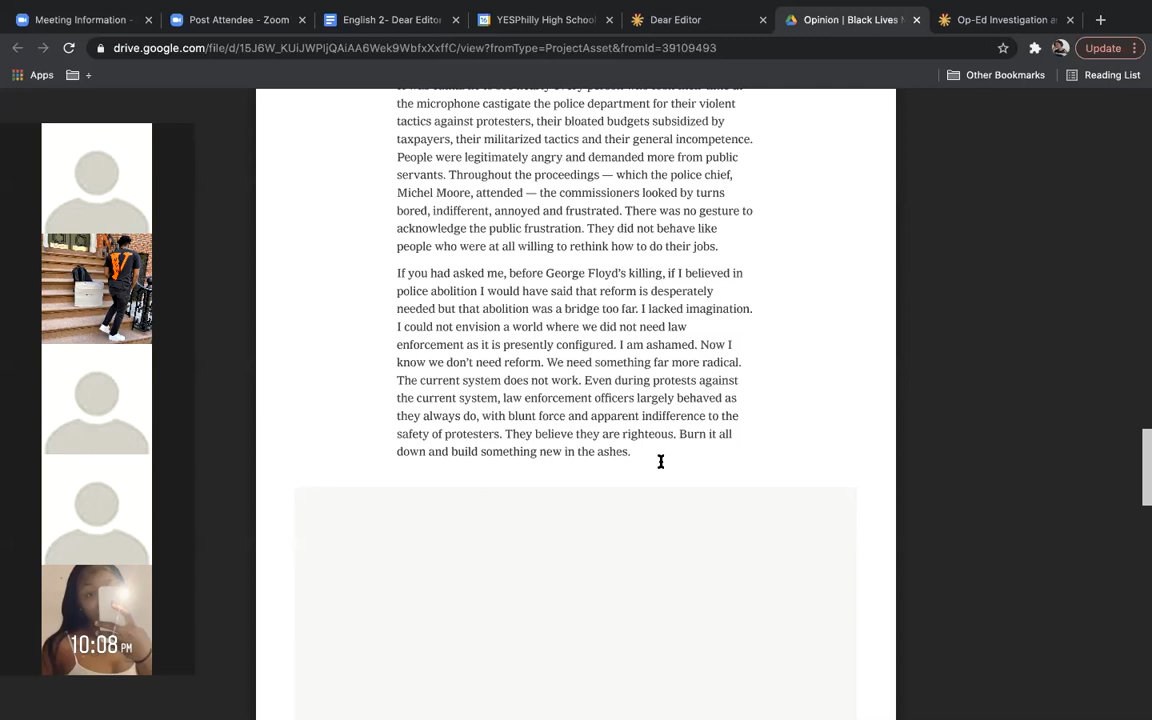 Meeting Information -
Post Attendee - Zoom
English 2- Dear Editor
YESPhilly High School
Dear Editor
Opinion | Black Lives M
Op-Ed Investigation an
drive.google.com/file/d/15J6W_KUiJWPljQAiAA6Wek9WbfxXxffC/view?fromType=ProjectAsset&fromId=39109493
Update
Apps
Other Bookmarks
Reading List
the microphone castigate the police department for their violent
tactics against protesters, their bloated budgets subsidized by
taxpayers, their militarized tactics and their general incompetence.
People were legitimately angry and demanded more from public
servants. Throughout the proceedings — which the police chief,
Michel Moore, attended — the commissioners looked by turns
bored, indifferent, annoyed and frustrated. There was no gesture to
acknowledge the public frustration. They did not behave like
people who were at all willing to rethink how to do their jobs.
If you had asked me, before George Floyd's killing, if I believed in
police abolition I would have said that reform is desperately
needed but that abolition was a bridge too far. I lacked imagination.
I could not envision a world where we did not need law
enforcement as it is presently configured. I am ashamed. Now I
know we don't need reform. We need something far more radical.
The current system does not work. Even during protests against
the current system, law enforcement officers largely behaved as
they always do, with blunt force and apparent indifference to the
safety of protesters. They believe they are righteous. Burn it all
down and build something new in the ashes.
10:08 PM